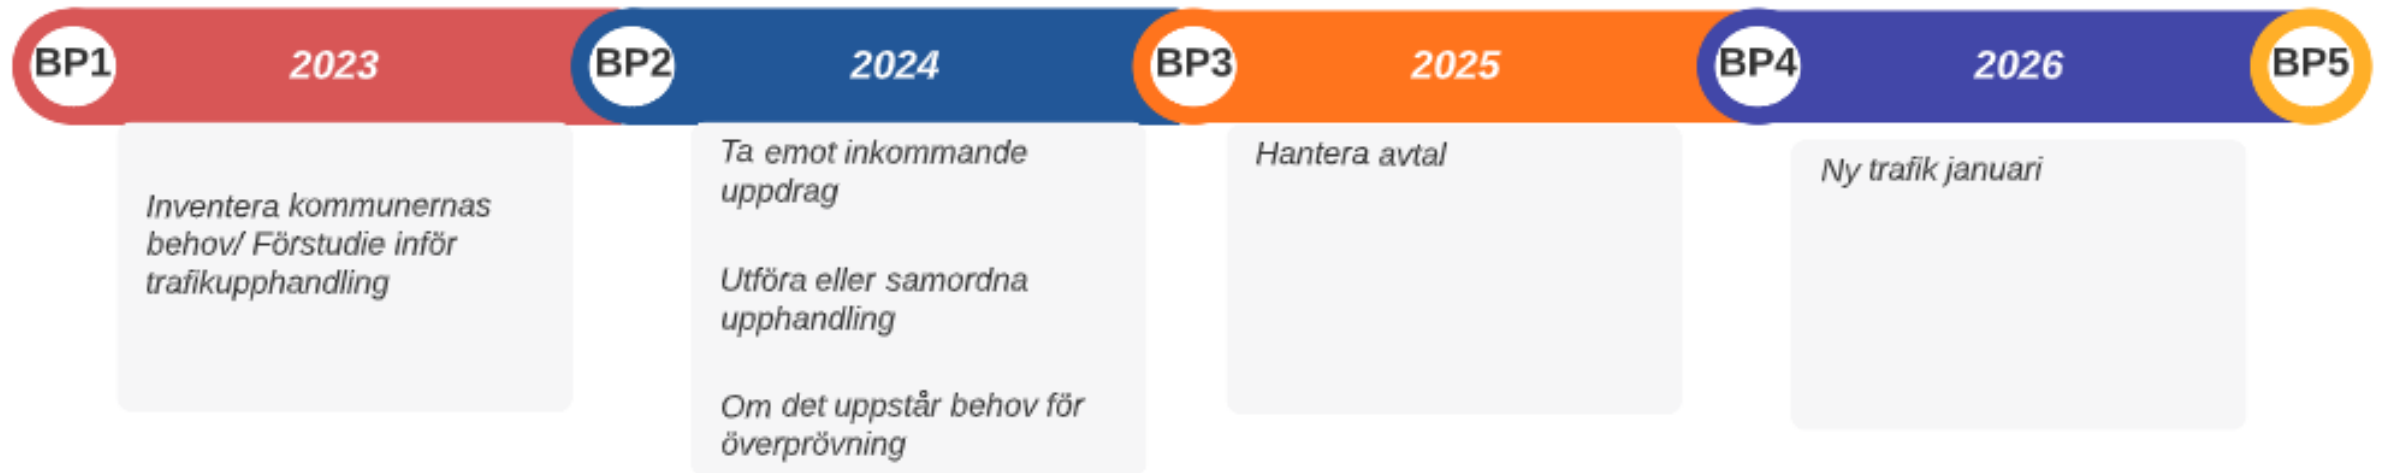 BP1 2023 BP2 2024 BP3 2025 BP4 2026 BP5
Inventera kommunernas
behov/ Förstudie inför
trafikupphandling
Ta emot inkommande
uppdrag
Utföra eller samordna
upphandling
Om det uppstår behov för
överprövning
Hantera avtal
Ny trafik januari